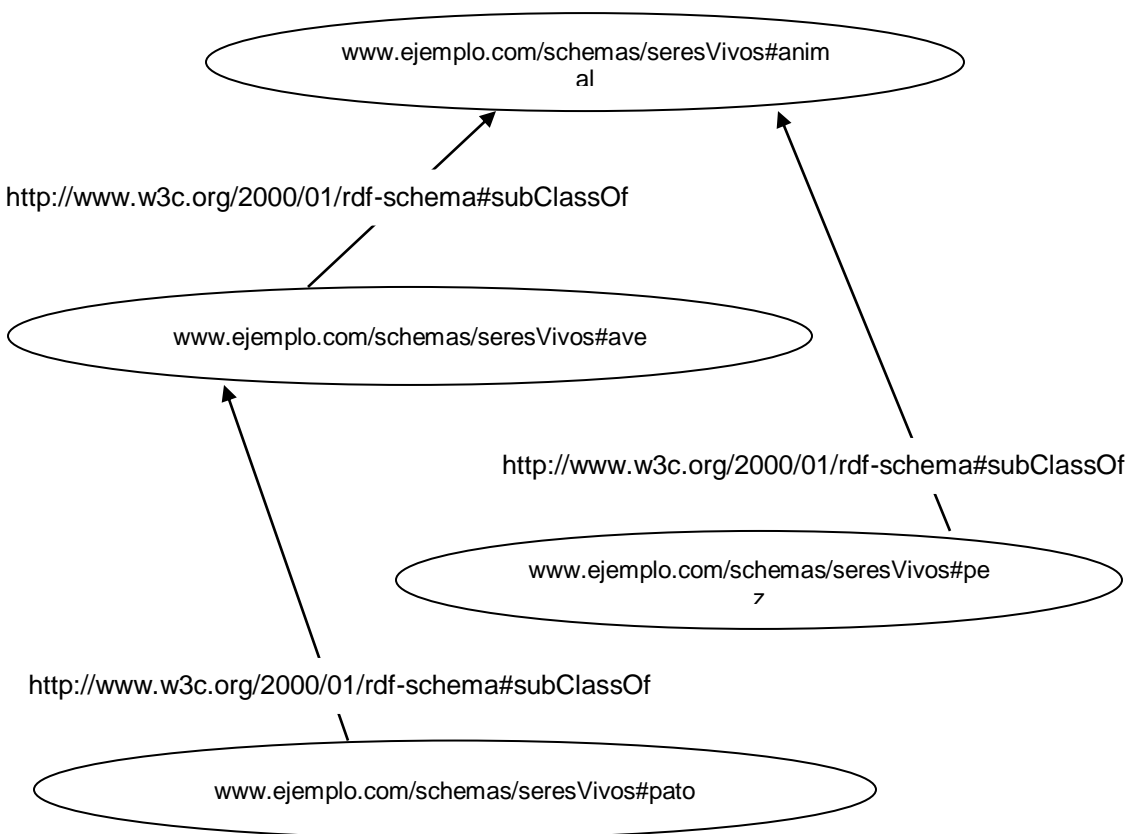 www.ejemplo.com/schemas/seresVivos#anim
al
http://www.w3c.org/2000/01/rdf-schema#subClassOf
www.ejemplo.com/schemas/seresVivos#ave
http://www.w3c.org/2000/01/rdf-schema#subClassOf
www.ejemplo.com/schemas/seresVivos#pe
z
http://www.w3c.org/2000/01/rdf-schema#subClassOf
www.ejemplo.com/schemas/seresVivos#pato